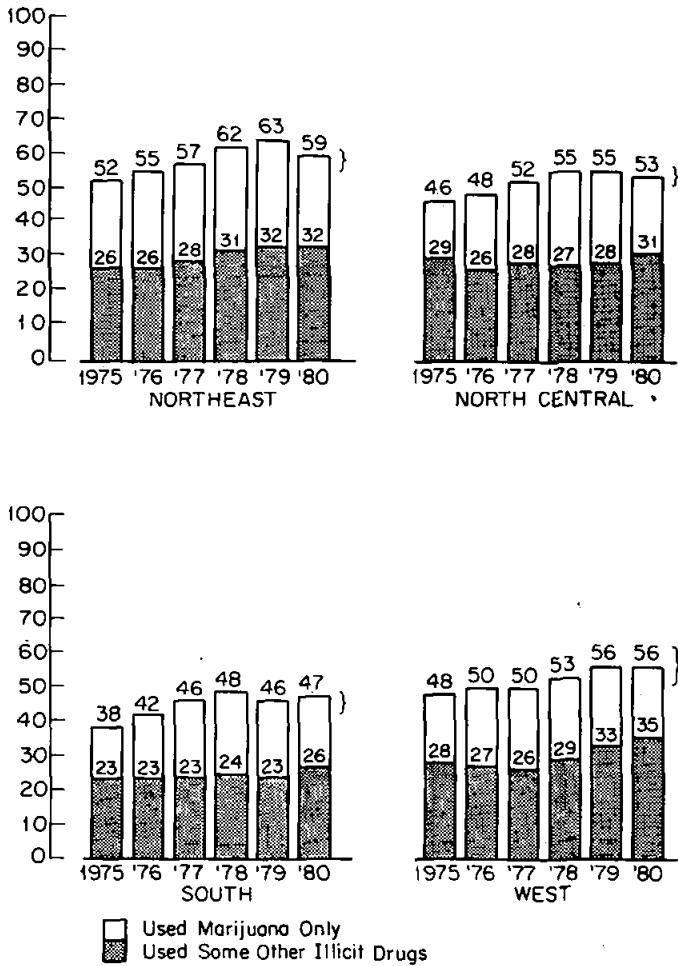 100
90
80
70
60
50
40
30
20
10
0
52 55 57 62 63 59 }
26 26 28 31 32 32
1975 '76 '77 '78 '79 '80
NORTHEAST
46 48 52 55 55 53 }
29 26 28 27 28 31
1975 '76 '77 '78 '79 '80
NORTH CENTRAL
100
90
80
70
60
50
40
30
20
10
0
38 42 46 48 46 47 }
23 23 23 24 23 26
1975 '76 '77 '78 '79 '80
SOUTH
48 50 50 53 56 56 }
28 27 26 29 33 35
1975 '76 '77 '78 '79 '80
WEST
Used Marijuana Only
Used Some Other Illicit Drugs